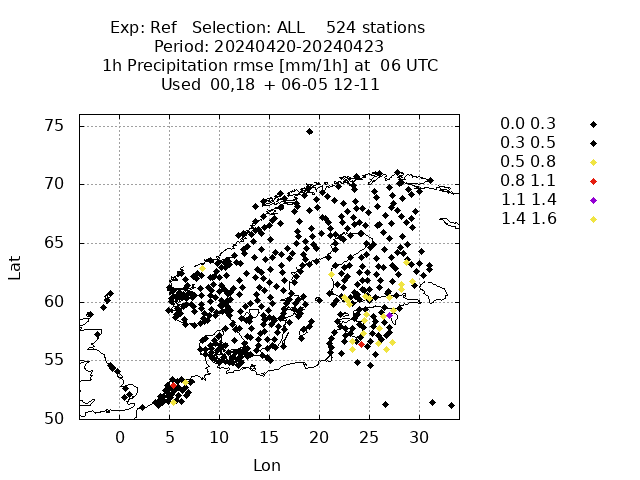 Exp: Ref   Selection: ALL    524 stations
Period: 20240420-20240423
1h Precipitation rmse [mm/1h] at  06 UTC
Used  00,18  + 06-05 12-11
75
70
65
60
55
50
Lat
0 5 10 15 20 25 30
Lon
0.0 0.3
0.3 0.5
0.5 0.8
0.8 1.1
1.1 1.4
1.4 1.6